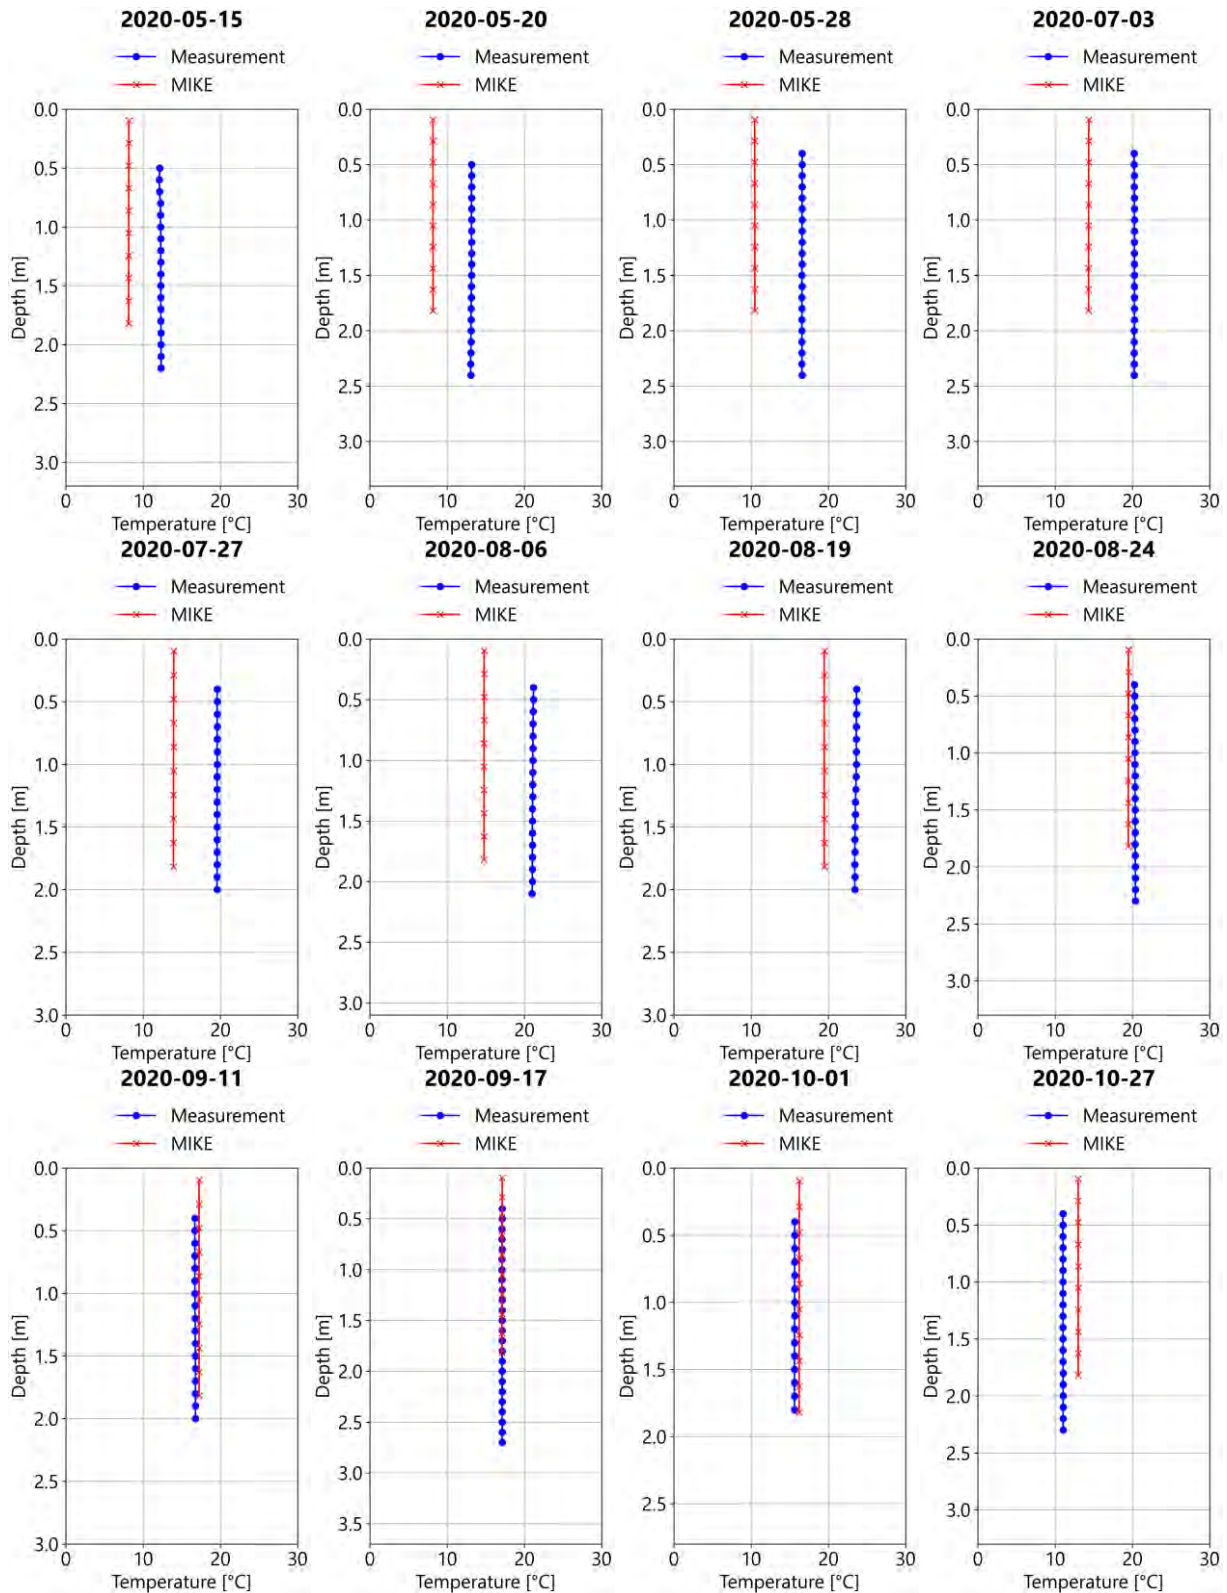 2020-05-15 2020-05-20 2020-05-28 2020-07-03
Measurement Measurement Measurement Measurement
MIKE MIKE MIKE MIKE
0.0 0.0 0.0 0.0
0.5 0.5 0.5 0.5
1.0 1.0 1.0 1.0
Depth [m] Depth [m] Depth [m] Depth [m]
1.5 1.5 1.5 1.5
2.0 2.0 2.0 2.0
2.5 2.5 2.5 2.5
3.0 3.0 3.0 3.0
0 10 20 30 0 10 20 30 0 10 20 30 0 10 20 30
Temperature [°C] Temperature [°C] Temperature [°C] Temperature [°C]
2020-07-27 2020-08-06 2020-08-19 2020-08-24
Measurement Measurement Measurement Measurement
MIKE MIKE MIKE MIKE
0.0 0.0 0.0 0.0
0.5 0.5 0.5 0.5
1.0 1.0 1.0 1.0
Depth [m] Depth [m] Depth [m] Depth [m]
1.5 1.5 1.5 1.5
2.0 2.0 2.0 2.0
2.5 2.5 2.5 2.5
3.0 3.0 3.0 3.0
0 10 20 30 0 10 20 30 0 10 20 30 0 10 20 30
Temperature [°C] Temperature [°C] Temperature [°C] Temperature [°C]
2020-09-11 2020-09-17 2020-10-01 2020-10-27
Measurement Measurement Measurement Measurement
MIKE MIKE MIKE MIKE
0.0 0.0 0.0 0.0
0.5 0.5 0.5 0.5
1.0 1.0 1.0 1.0
Depth [m] Depth [m] Depth [m] Depth [m]
1.5 1.5 1.5 1.5
2.0 2.0 2.0 2.0
2.5 2.5 2.5 2.5
3.0 3.0 3.0
3.5
0 10 20 30 0 10 20 30 0 10 20 30 0 10 20 30
Temperature [°C] Temperature [°C] Temperature [°C] Temperature [°C]